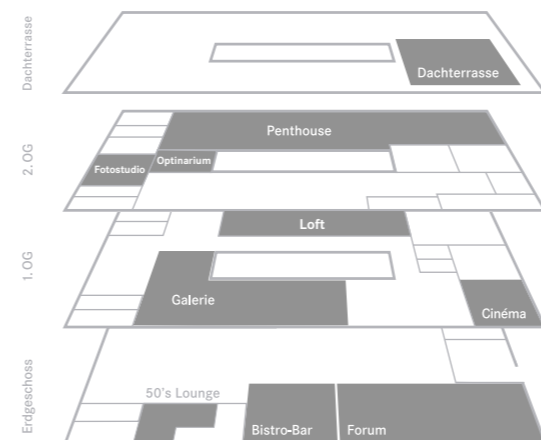 Dachterrasse
Dachterrasse
2. OG
Penthouse
Fotostudio
Optinarium
1. OG
Loft
Galerie
Cinéma
Erdgeschoss
50's Lounge
Bistro-Bar
Forum